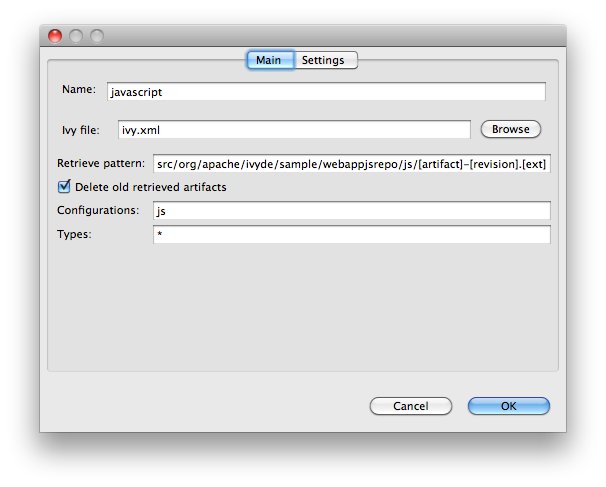 Main Settings
Name: javascript
Ivy file: ivy.xml Browse
Retrieve pattern: src/org/apache/ivyde/sample/webappjsrepo/js/[artifact]-[revision].[ext]
Delete old retrieved artifacts
Configurations: js
Types: *
Cancel OK